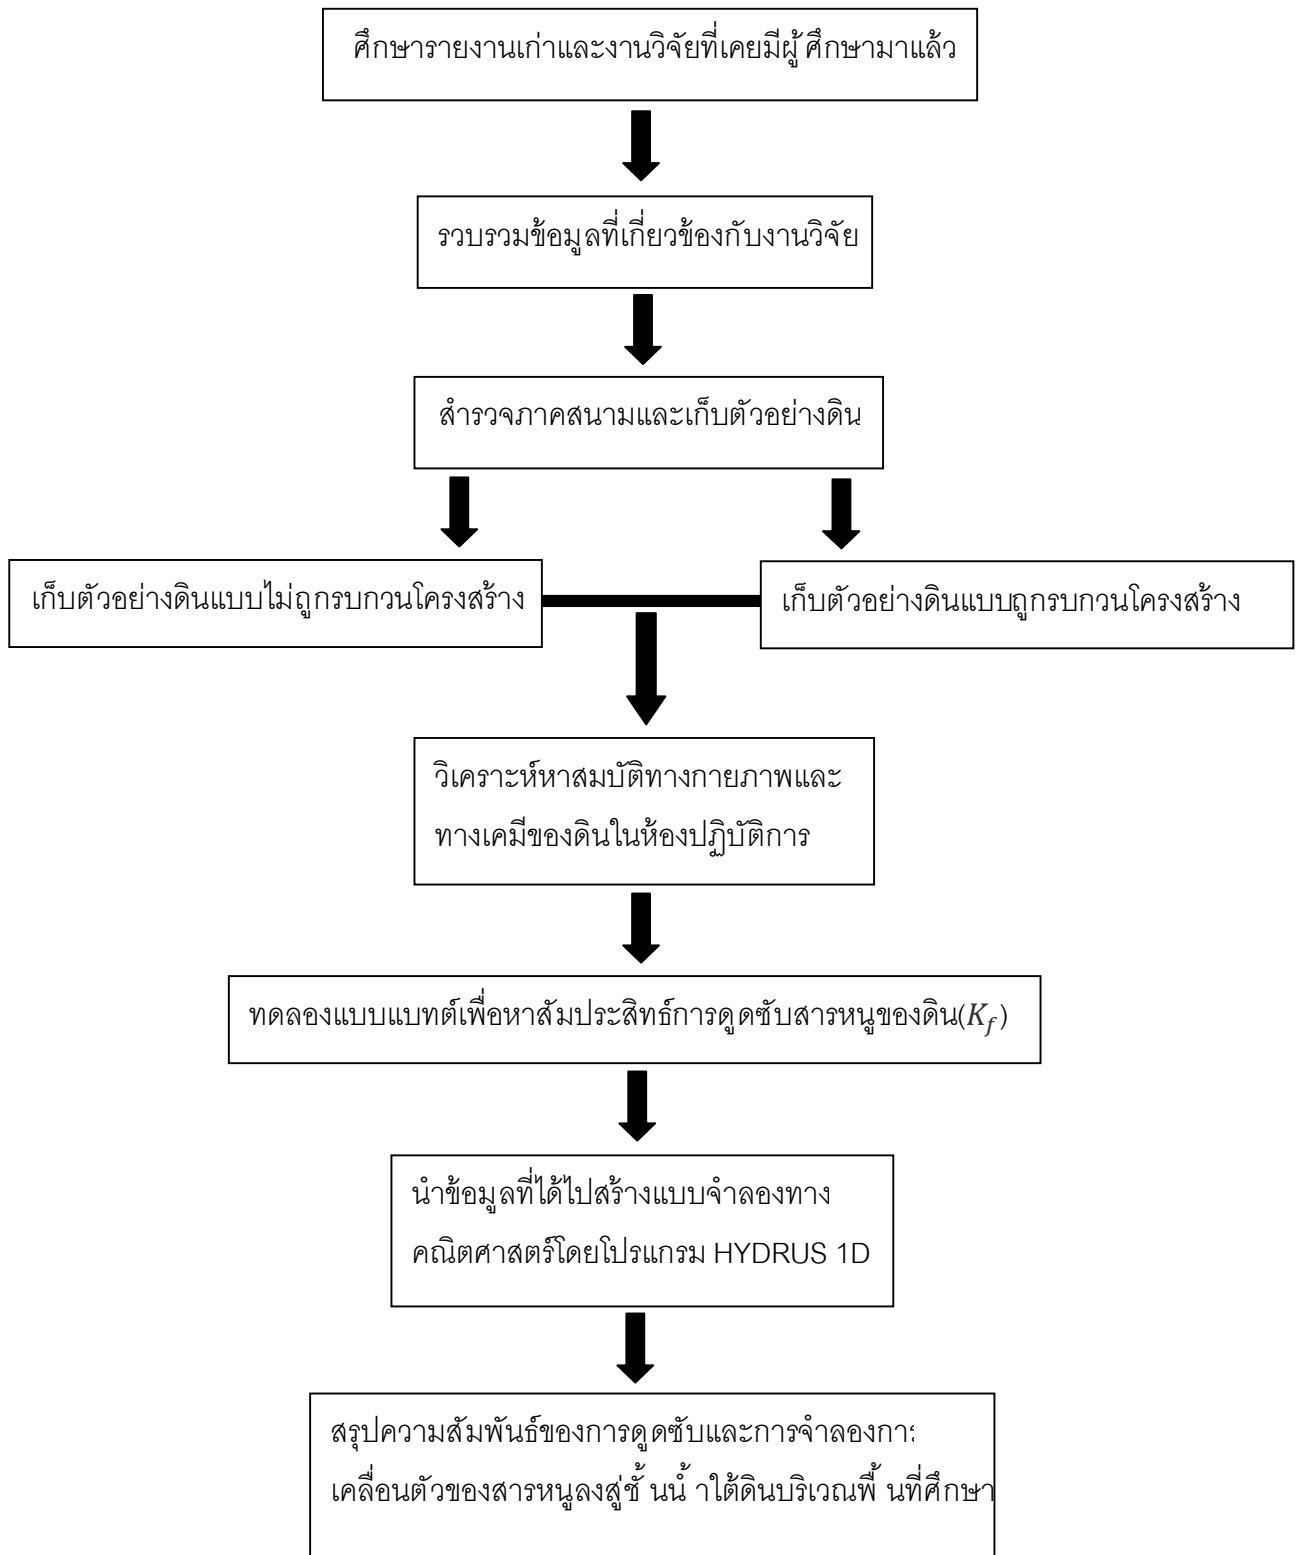 ศึกษารายงานเก่าและงานวิจัยที่เคยมีผู้ศึกษามาแล้ว
รวบรวมข้อมูลที่เกี่ยวข้องกับงานวิจัย
สำรวจภาคสนามและเก็บตัวอย่างดิน
เก็บตัวอย่างดินแบบไม่ถูกรบกวนโครงสร้าง
เก็บตัวอย่างดินแบบถูกรบกวนโครงสร้าง
วิเคราะห์หาสมบัติทางกายภาพและ
ทางเคมีของดินในห้องปฏิบัติการ
ทดลองแบบแบทต์เพื่อหาสัมประสิทธ์การดูดซับสารหนูของดิน(K_f)
นำข้อมูลที่ได้ไปสร้างแบบจำลองทาง
คณิตศาสตร์โดยโปรแกรม HYDRUS 1D
สรุปความสัมพันธ์ของการดูดซับและการจำลองการ
เคลื่อนตัวของสารหนูลงสู่ชั้นน้ำใต้ดินบริเวณพื้นที่ศึกษา